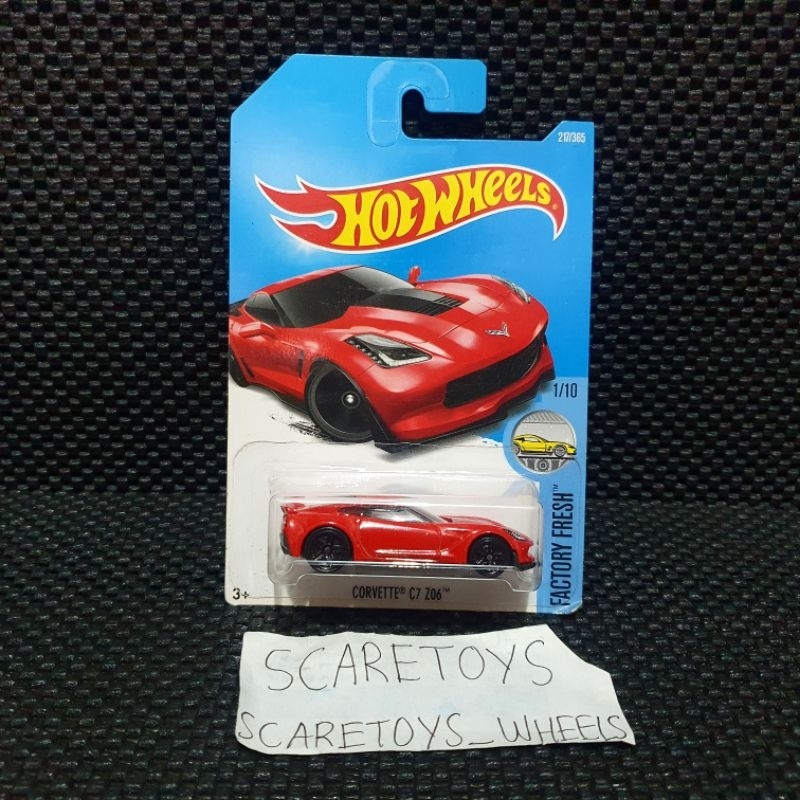 217/365
HOT WHEELS®
1/10
FACTORY FRESH™
CORVETTE® C7 Z06™
3+
SCARETOYS
SCARETOYS_WHEELS